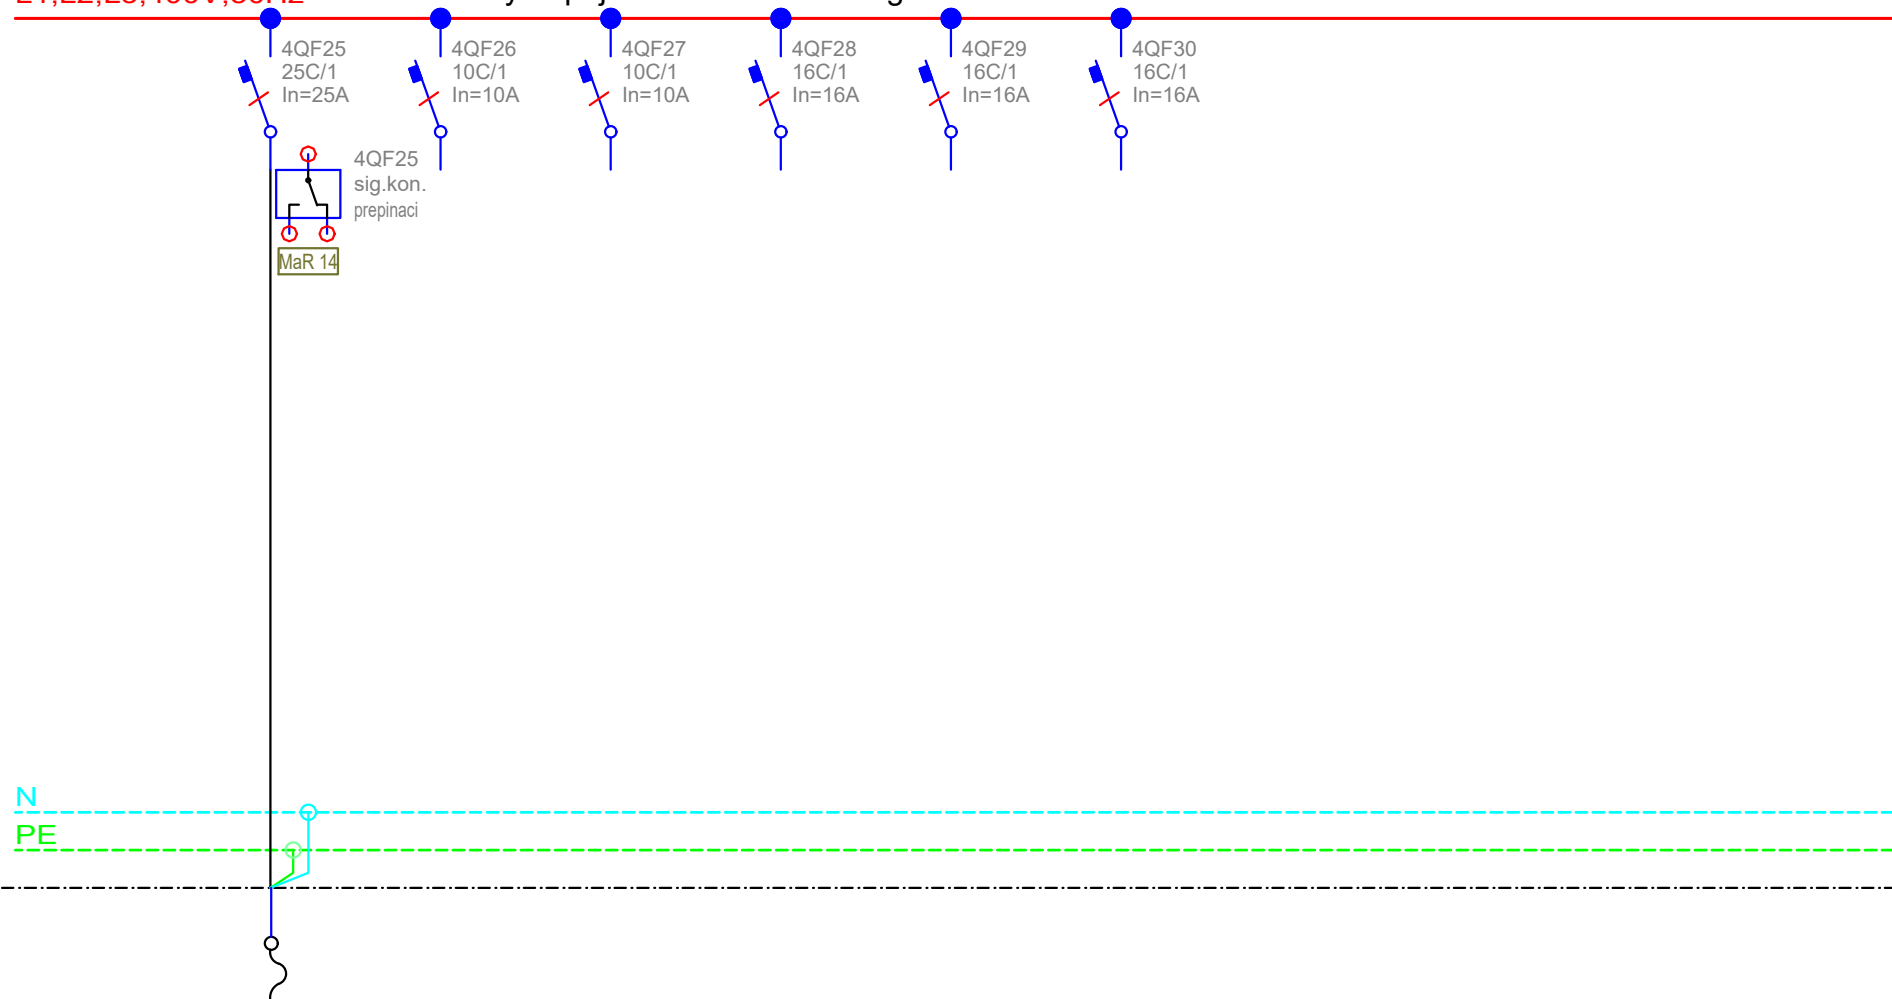 4QF25
25C/1
In=25A
4QF26
10C/1
In=10A
4QF27
10C/1
In=10A
4QF28
16C/1
In=16A
4QF29
16C/1
In=16A
4QF30
16C/1
In=16A
4QF25
sig.kon.
prepinaci
MaR 14
N
PE